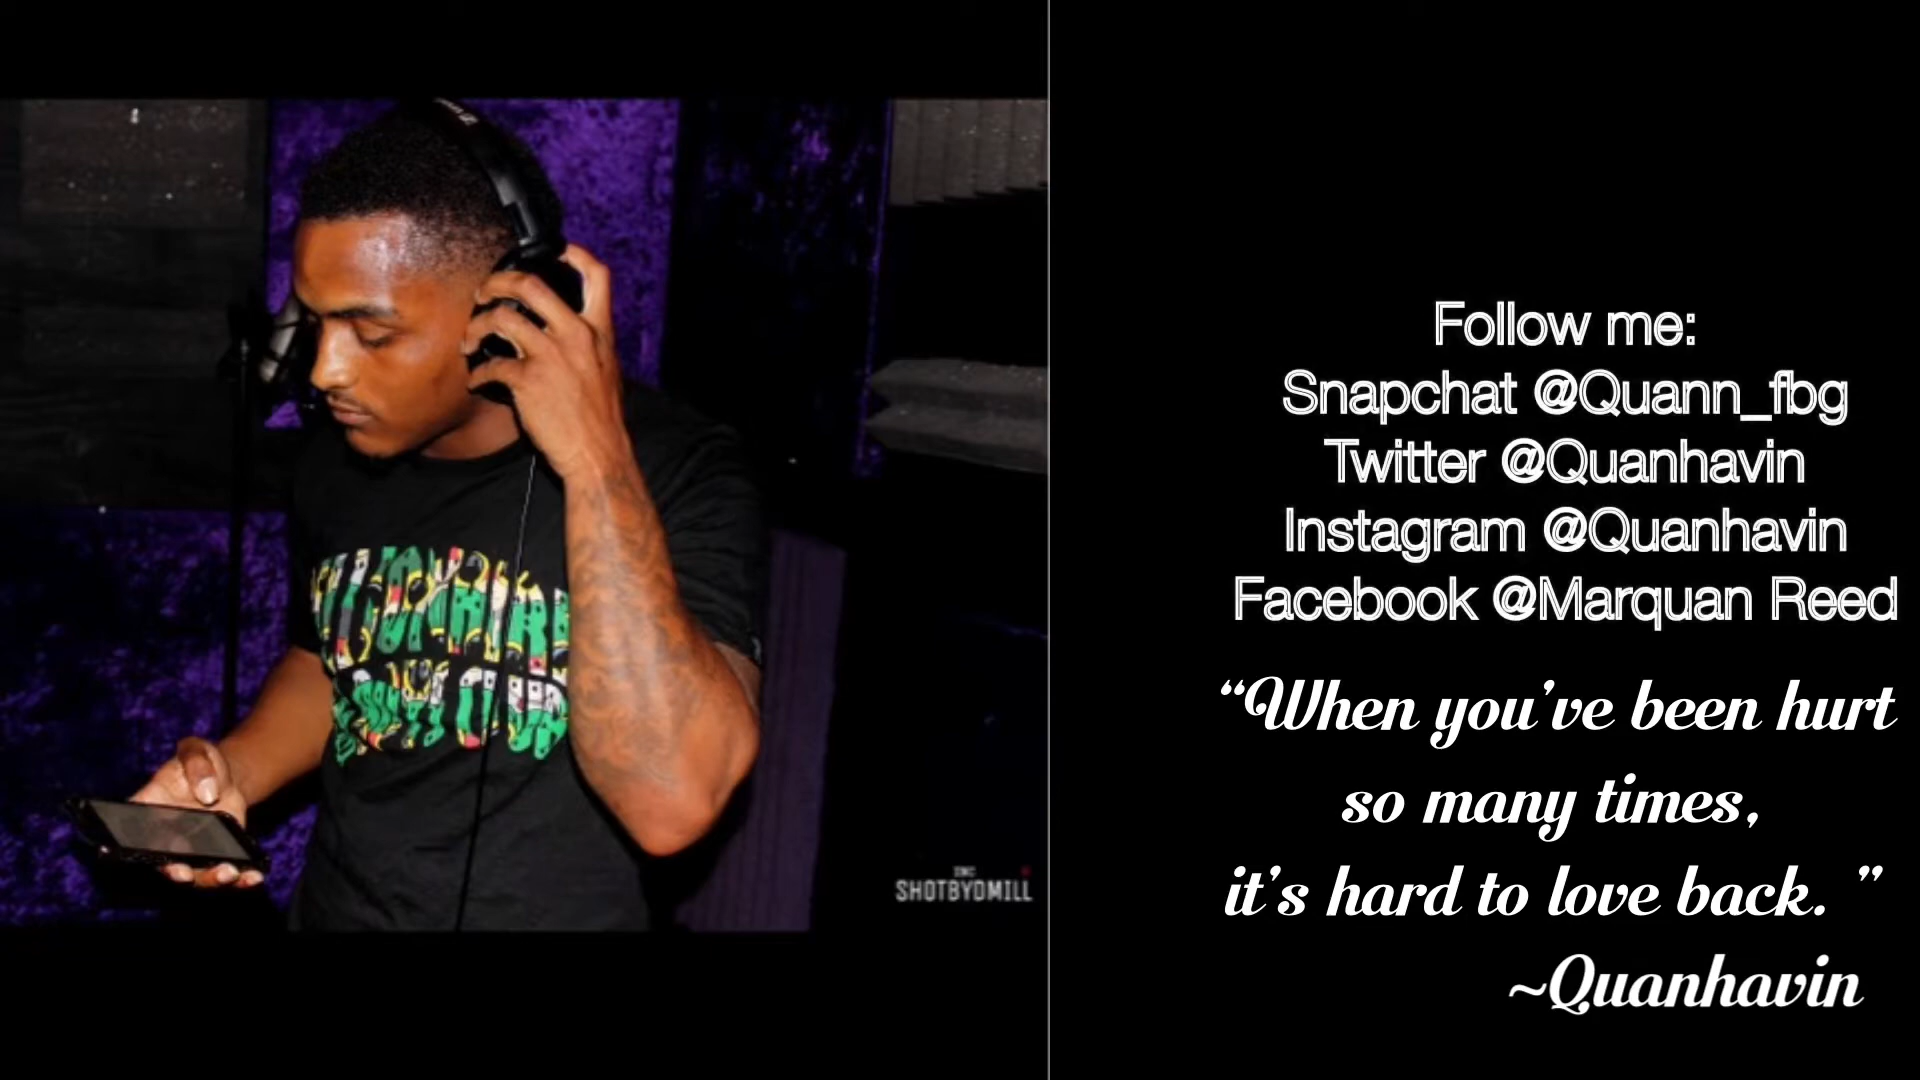 Follow me:
Snapchat @Quann_fbg
Twitter @Quanhavin
Instagram @Quanhavin
Facebook @Marquan Reed
“When you’ve been hurt
so many times,
it’s hard to love back. ”
~Quanhavin
SHOTBYDMILL